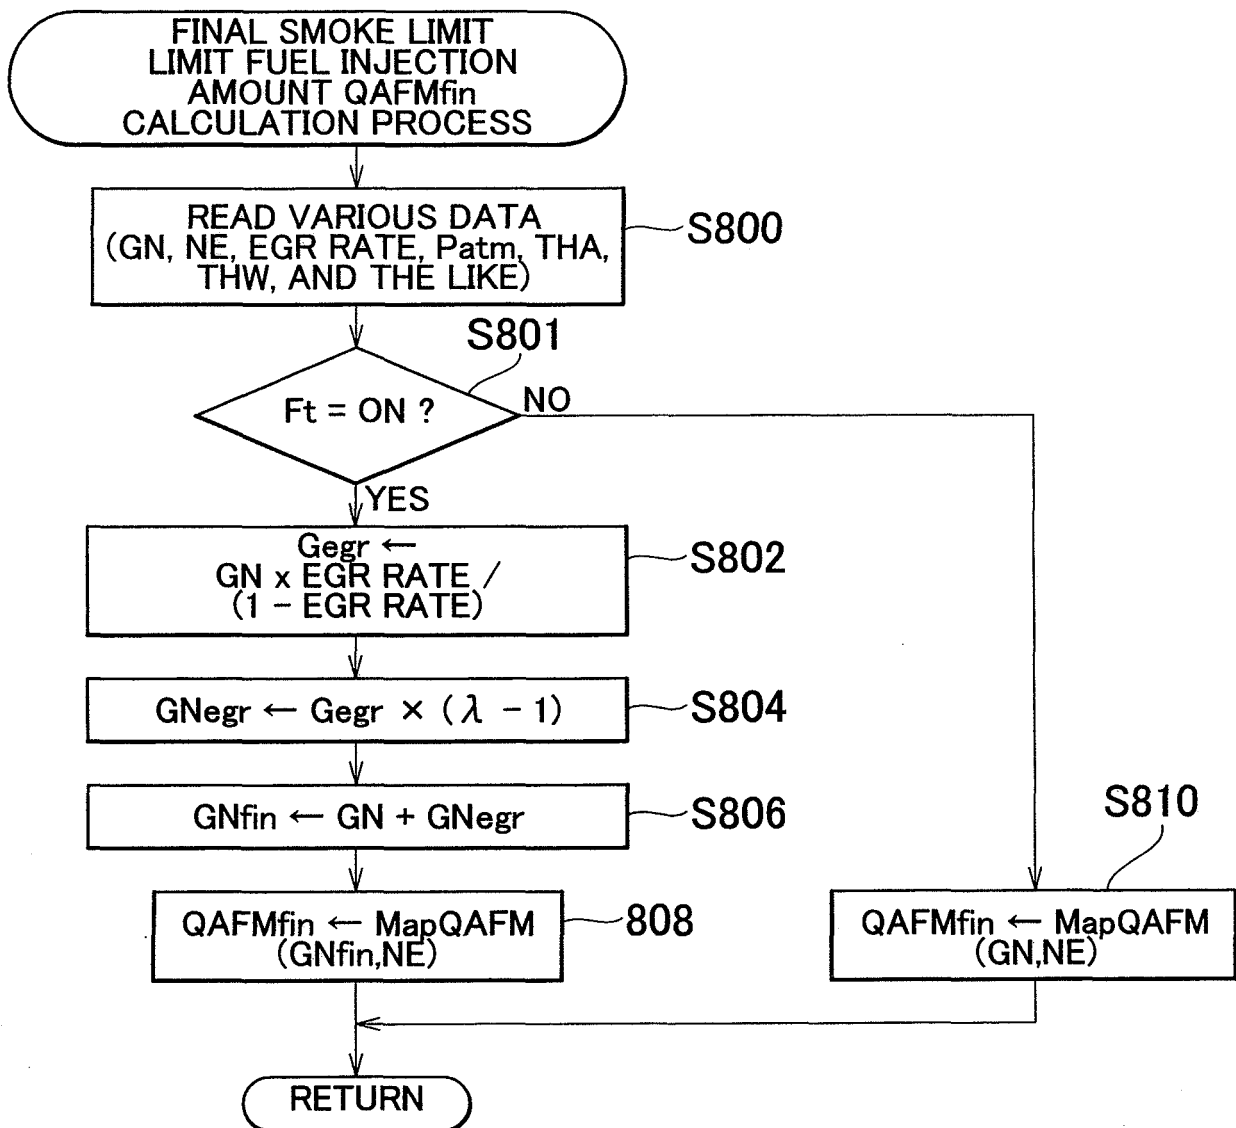 FINAL SMOKE LIMIT
LIMIT FUEL INJECTION
AMOUNT QAFMfin
CALCULATION PROCESS
READ VARIOUS DATA
(GN, NE, EGR RATE, Patm, THA,
THW, AND THE LIKE)
S800
S801
Ft = ON ?
NO
YES
Gegr ←
GN x EGR RATE /
(1 - EGR RATE)
S802
GNegr ← Gegr × (λ - 1)
S804
GNfin ← GN + GNegr
S806
QAFMfin ← MapQAFM
(GNfin,NE)
808
S810
QAFMfin ← MapQAFM
(GN,NE)
RETURN